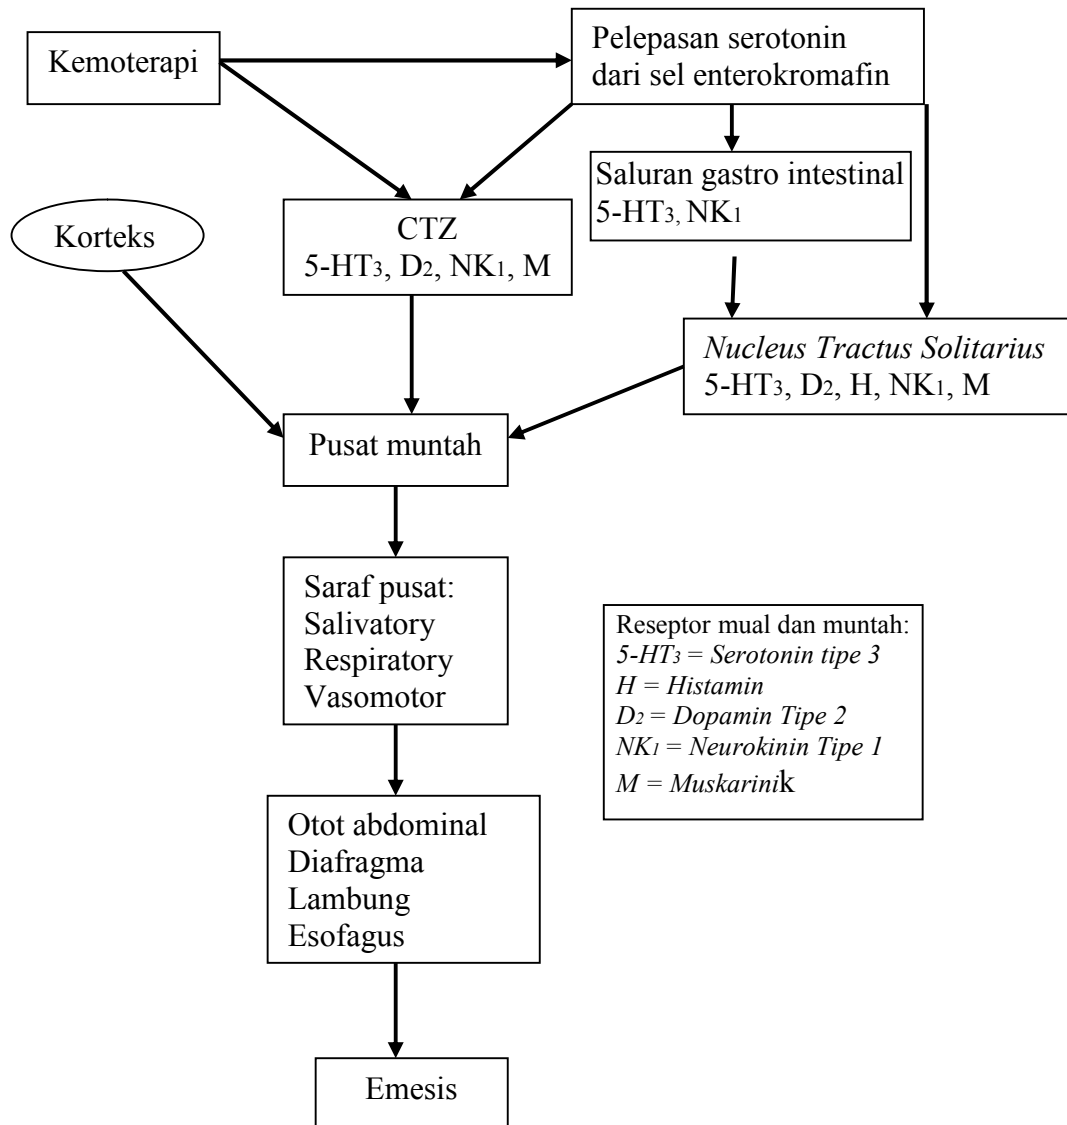 Kemoterapi
Pelepasan serotonin
dari sel enterokromafin
Saluran gastro intestinal
5-HT3, NK1
Korteks
CTZ
5-HT3, D2, NK1, M
Nucleus Tractus Solitarius
5-HT3, D2, H, NK1, M
Pusat muntah
Saraf pusat:
Salivatory
Respiratory
Vasomotor
Reseptor mual dan muntah:
5-HT3 = Serotonin tipe 3
H = Histamin
D2 = Dopamin Tipe 2
NK1 = Neurokinin Tipe 1
M = Muskarinik
Otot abdominal
Diafragma
Lambung
Esofagus
Emesis